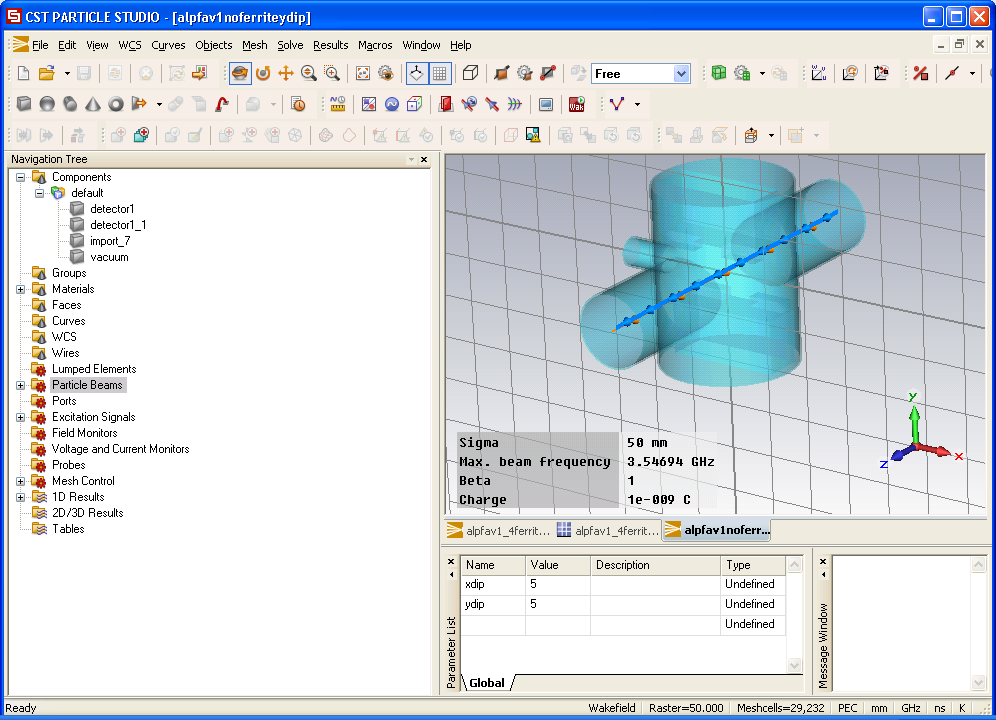 CST PARTICLE STUDIO - [alpfav1noferriteydip]
File Edit View WCS Curves Objects Mesh Solve Results Macros Window Help
Free
Navigation Tree
Components
default
detector1
detector1_1
import_7
vacuum
Groups
Materials
Faces
Curves
WCS
Wires
Lumped Elements
Particle Beams
Ports
Excitation Signals
Field Monitors
Voltage and Current Monitors
Probes
Mesh Control
1D Results
2D/3D Results
Tables
y
x
z
Sigma 50 mm
Max. beam frequency 3.54694 GHz
Beta 1
Charge 1e-009 C
alpfav1_4ferrit... alpfav1_4ferrit... alpfav1noferr...
Parameter List
Name Value Description Type
xdip 5 Undefined
ydip 5 Undefined
Undefined
Global
Message Window
Ready Wakefield Raster=50.000 Meshcells=29,232 PEC mm GHz ns K